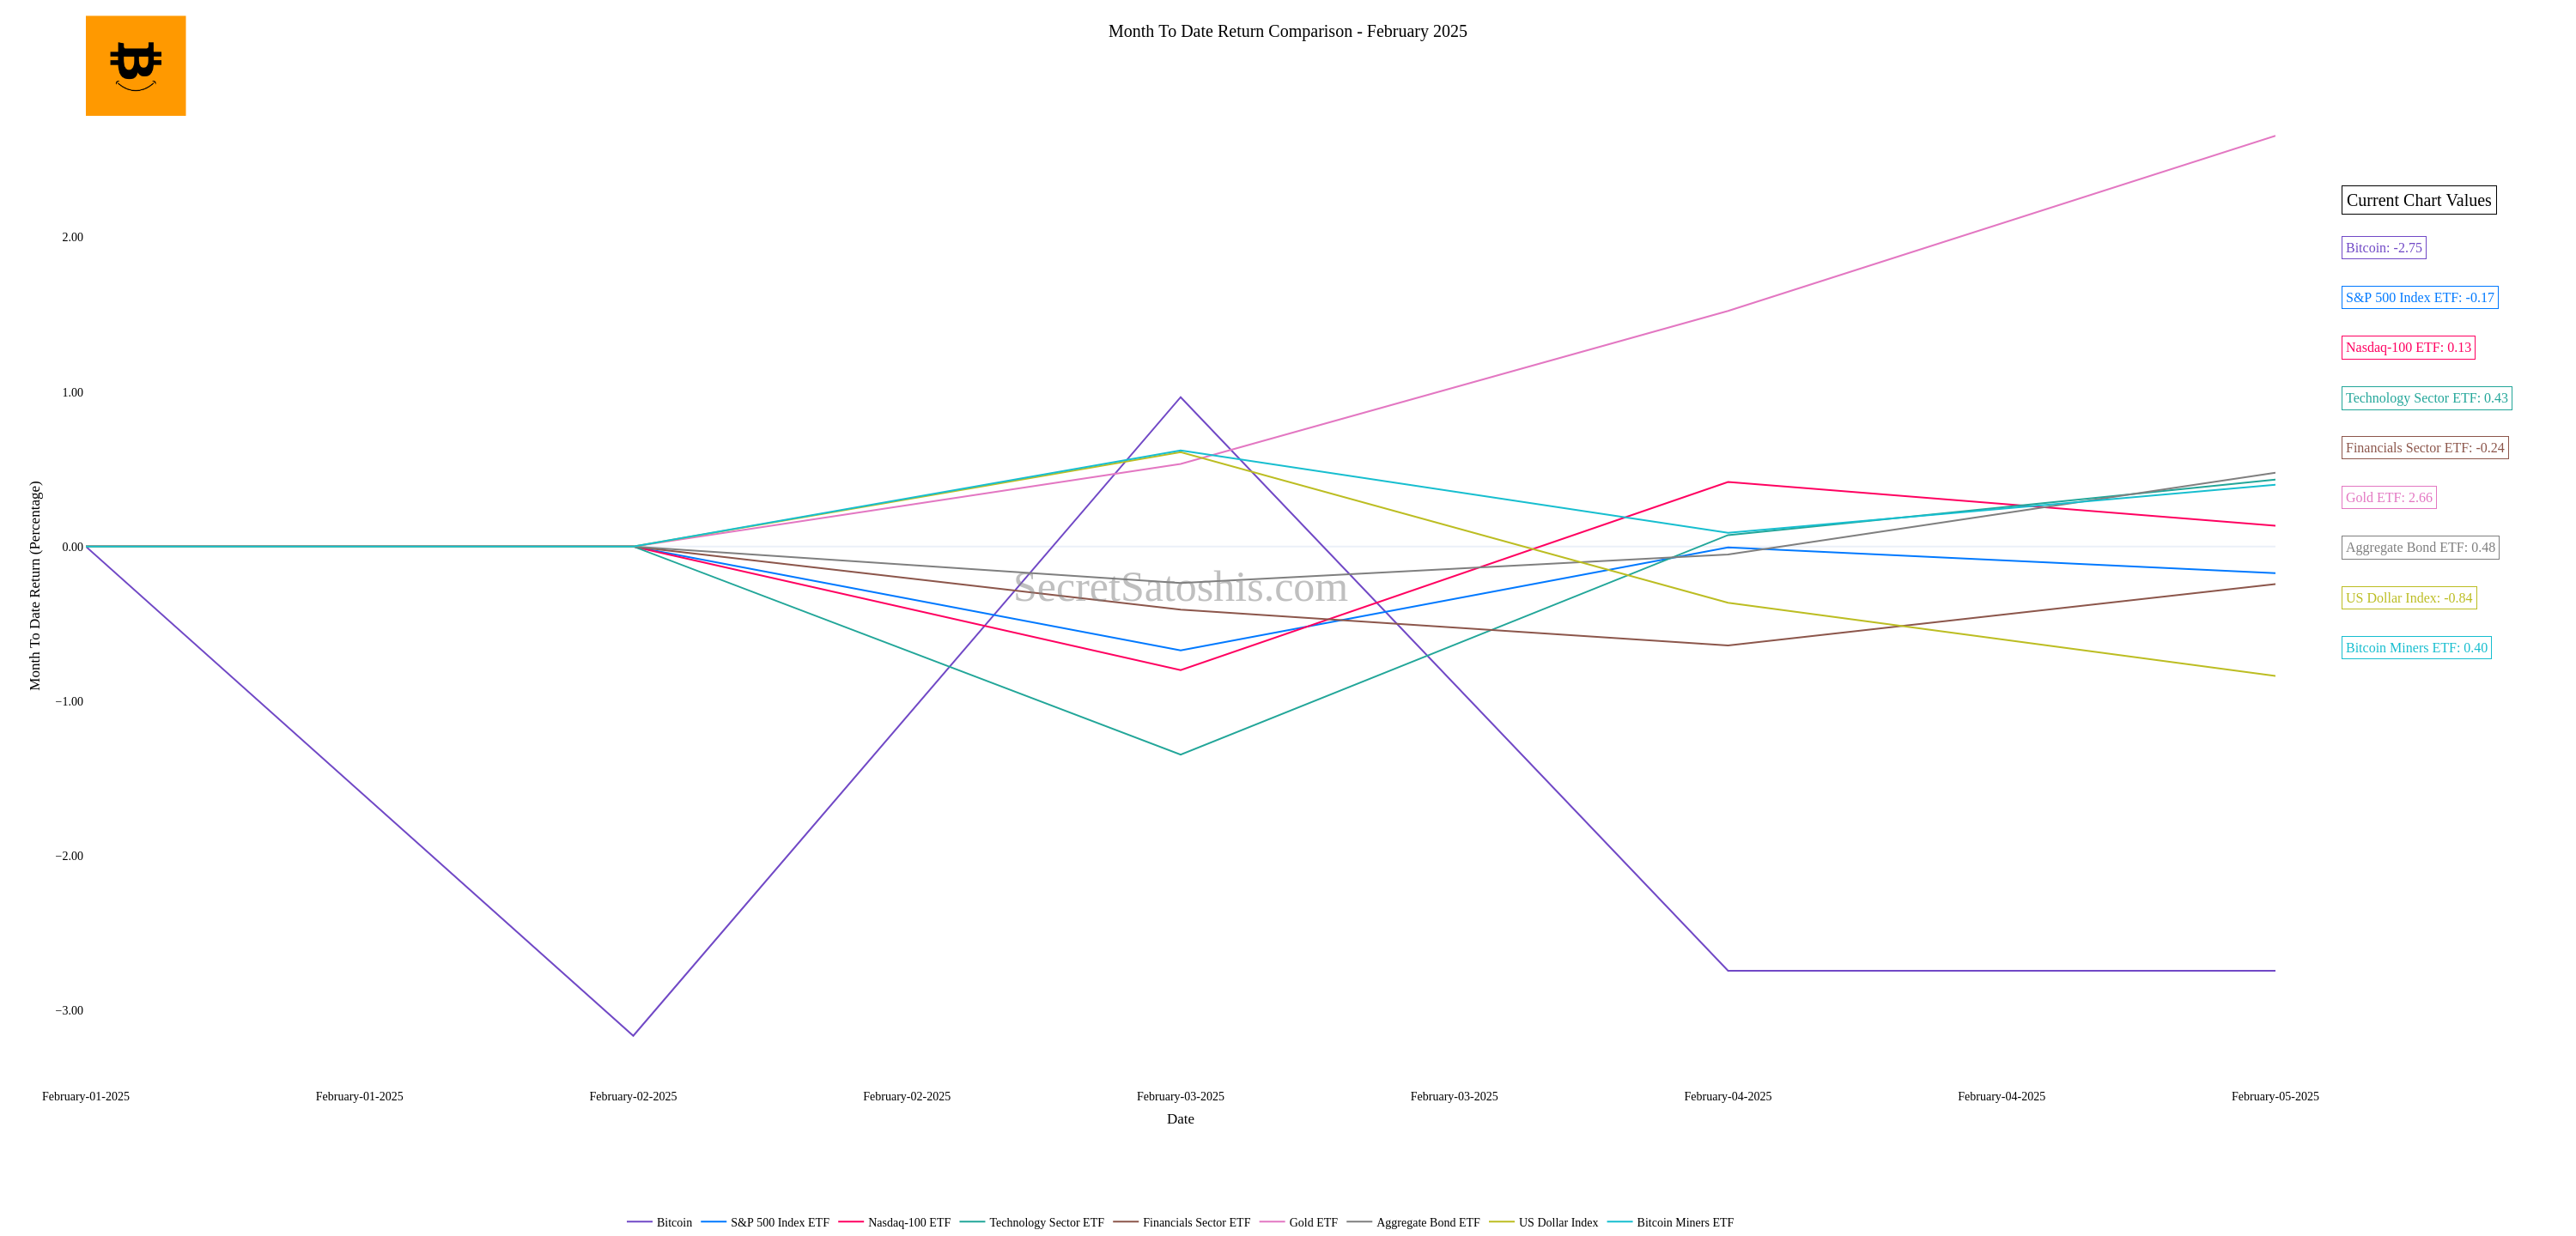 Month To Date Return Comparison - February 2025
Current Chart Values
Bitcoin: -2.75
S&P 500 Index ETF: -0.17
Nasdaq-100 ETF: 0.13
Technology Sector ETF: 0.43
Financials Sector ETF: -0.24
Gold ETF: 2.66
Aggregate Bond ETF: 0.48
US Dollar Index: -0.84
Bitcoin Miners ETF: 0.40
Month To Date Return (Percentage)
2.00
1.00
0.00
−1.00
−2.00
−3.00
SecretSatoshis.com
February-01-2025 February-01-2025 February-02-2025 February-02-2025 February-03-2025 February-03-2025 February-04-2025 February-04-2025 February-05-2025
Date
Bitcoin S&P 500 Index ETF Nasdaq-100 ETF Technology Sector ETF Financials Sector ETF Gold ETF Aggregate Bond ETF US Dollar Index Bitcoin Miners ETF